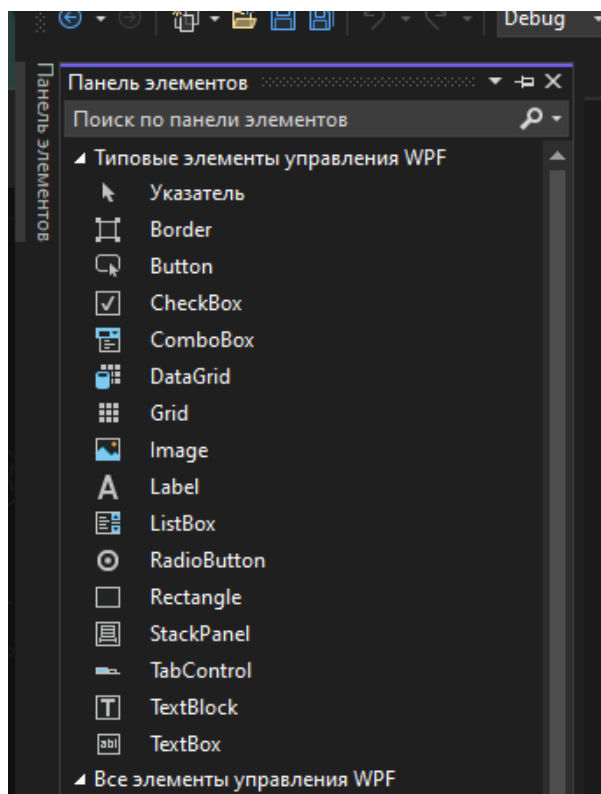 Debug
Панель элементов
Панель элементов
Поиск по панели элементов
Типовые элементы управления WPF
Указатель
Border
Button
CheckBox
ComboBox
DataGrid
Grid
Image
A Label
ListBox
RadioButton
Rectangle
StackPanel
TabControl
T TextBlock
abl TextBox
Все элементы управления WPF